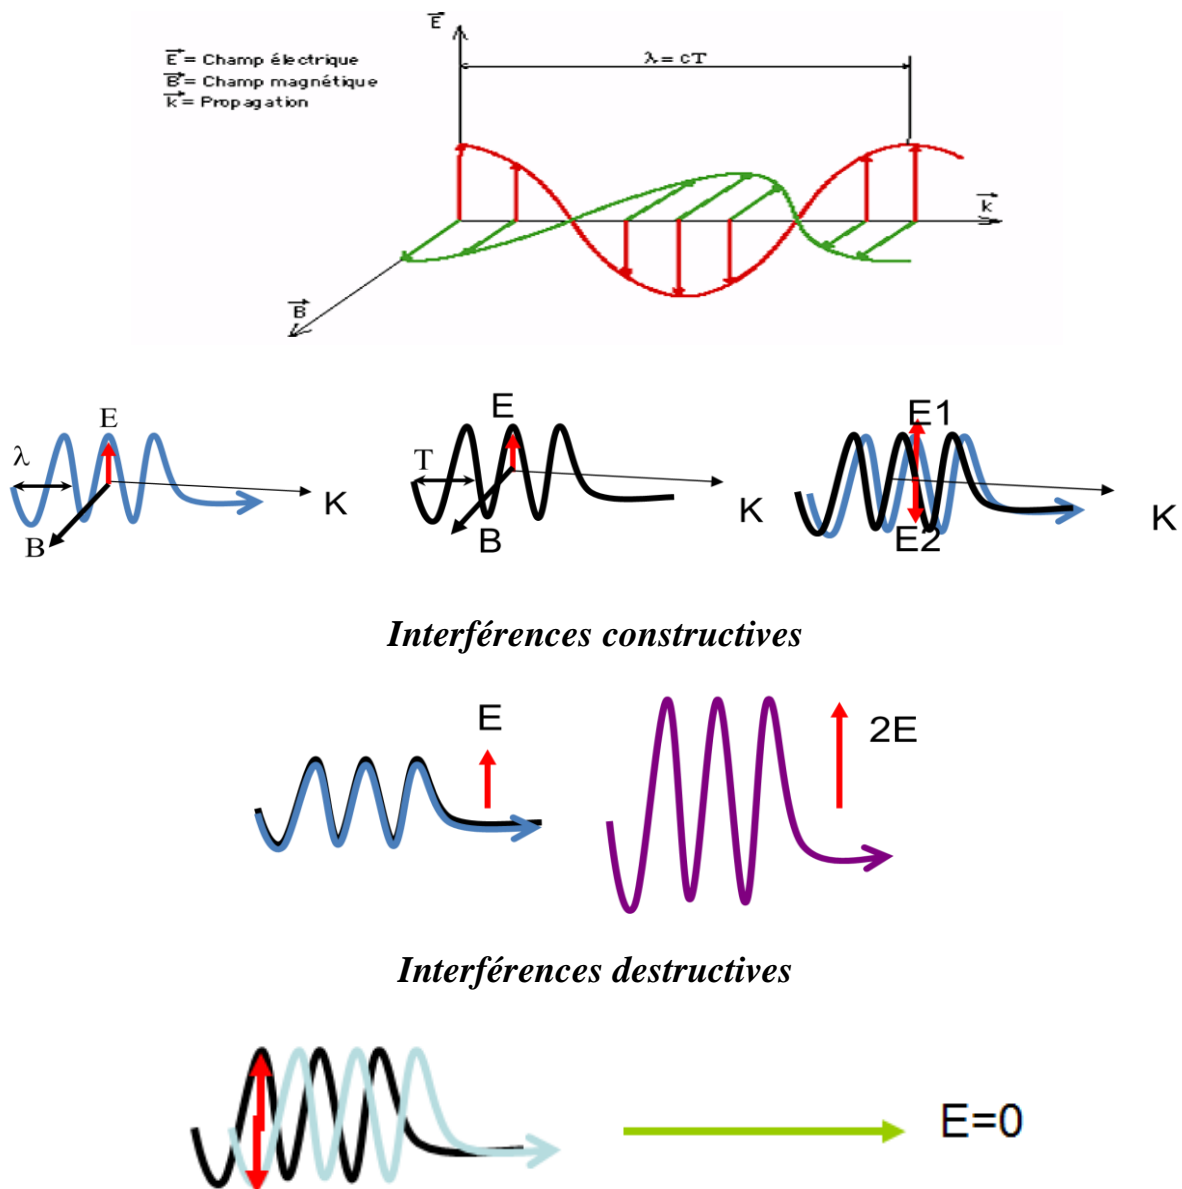 E
E = Champ électrique
B = Champ magnétique
k = Propagation
λ = cT
k
B
E
λ
K
B
E
T
K
B
E1
K
E2
Interférences constructives
E
2E
Interférences destructives
E=0